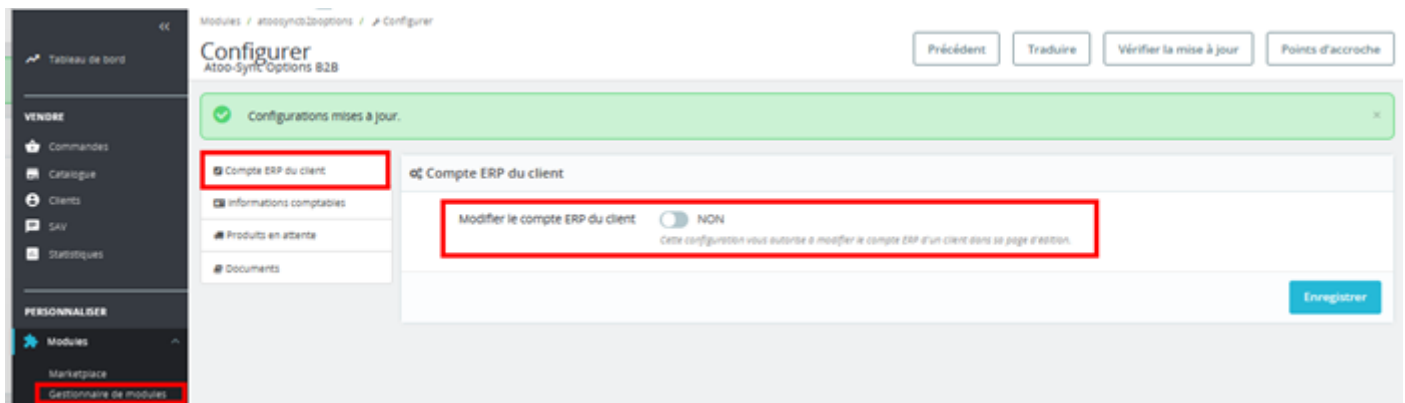 Modules / atoosyncb2boptions / Configurer
Configurer
Atoo-Sync Options B2B
Précédent
Traduire
Vérifier la mise à jour
Points d'accroche
Tableau de bord
VENDRE
Commandes
Catalogue
Clients
SAV
Statistiques
PERSONNALISER
Modules
Marketplace
Gestionnaire de modules
Configurations mises à jour.
Compte ERP du client
Informations comptables
Produits en attente
Documents
Compte ERP du client
Modifier le compte ERP du client NON
Cette configuration vous autorise à modifier le compte ERP d'un client dans sa page d'édition.
Enregistrer